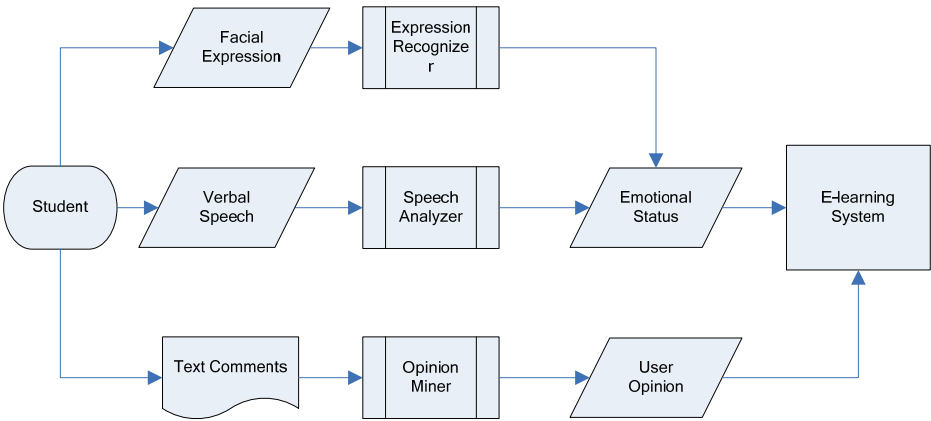 Facial
Expression
Expression
Recognize
r
Student
Verbal
Speech
Speech
Analyzer
Emotional
Status
E-learning
System
Text Comments
Opinion
Miner
User
Opinion